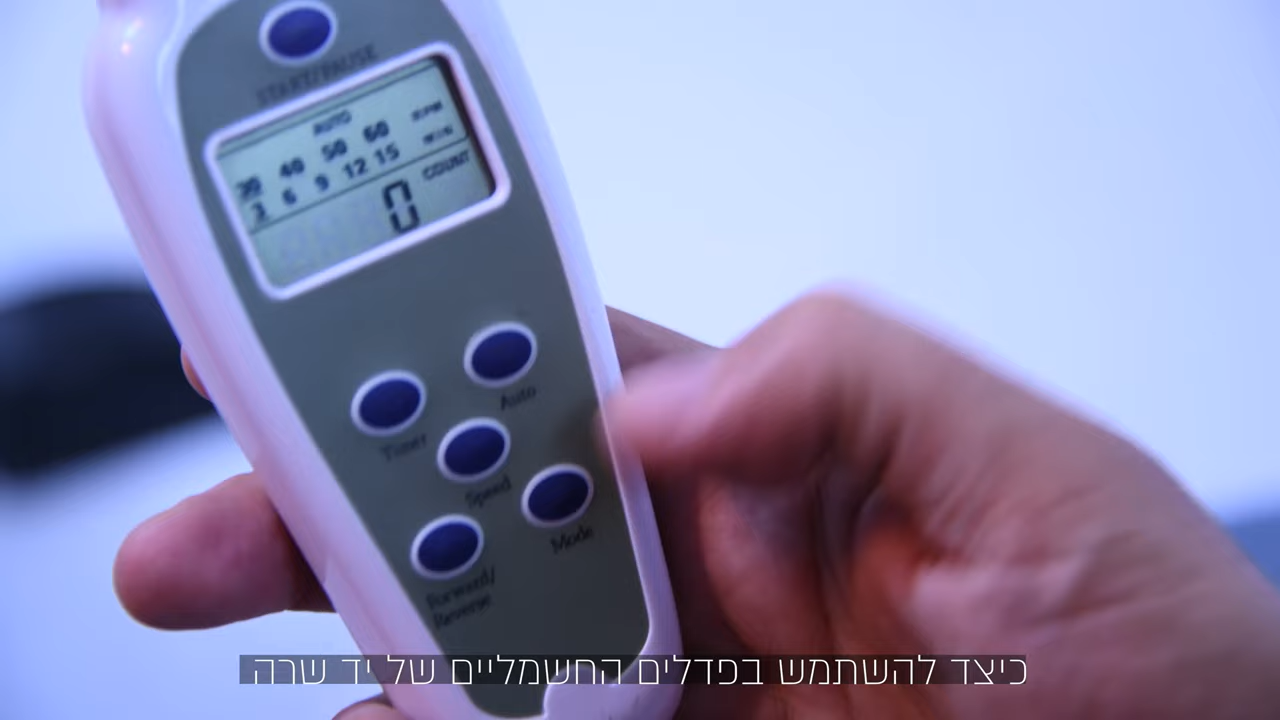 START/PAUSE
AUTO
30 40 50 60 RPM
3 6 9 12 15 MIN
COUNT
0
Auto
Timer
Speed
Mode
Forward/
Reverse
כיצד להשתמש בפדלים החשמליים של יד שרה